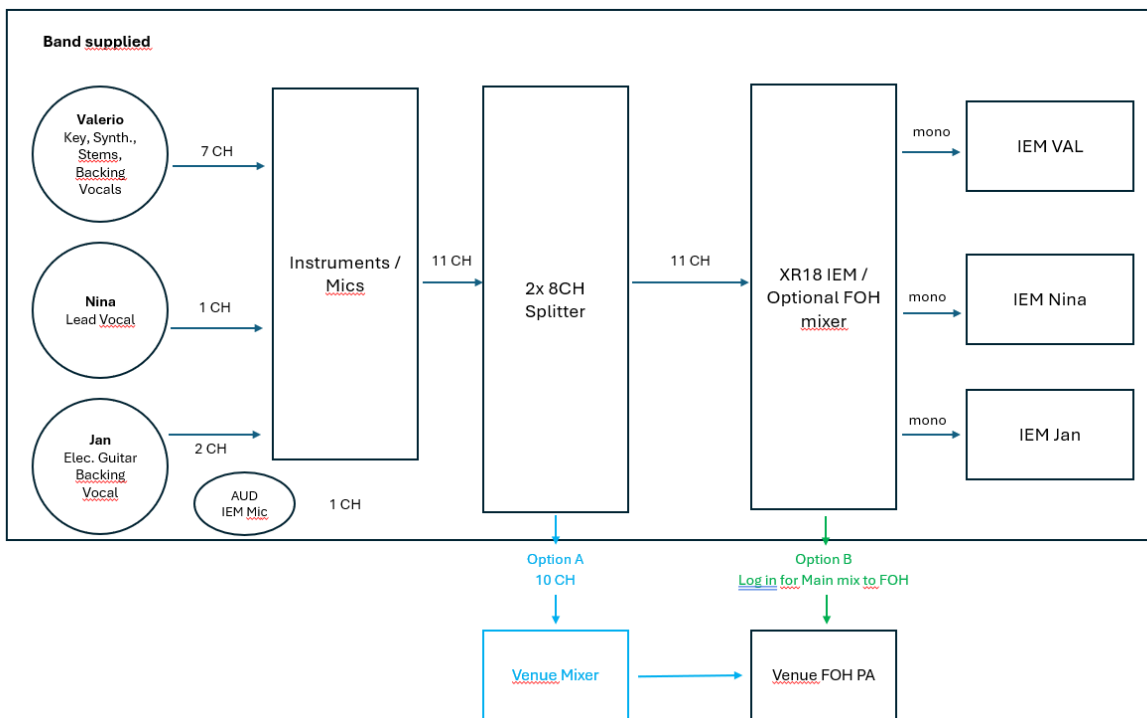 Band supplied
Valerio
Key, Synth.,
Stems,
Backing
Vocals
7 CH
Nina
Lead Vocal
1 CH
Jan
Elec. Guitar
Backing
Vocal
2 CH
AUD
IEM Mic
1 CH
Instruments /
Mics
11 CH
2x 8CH
Splitter
11 CH
XR18 IEM /
Optional FOH
mixer
mono
IEM VAL
mono
IEM Nina
mono
IEM Jan
Option A
10 CH
Option B
Log in for Main mix to FOH
Venue Mixer
Venue FOH PA